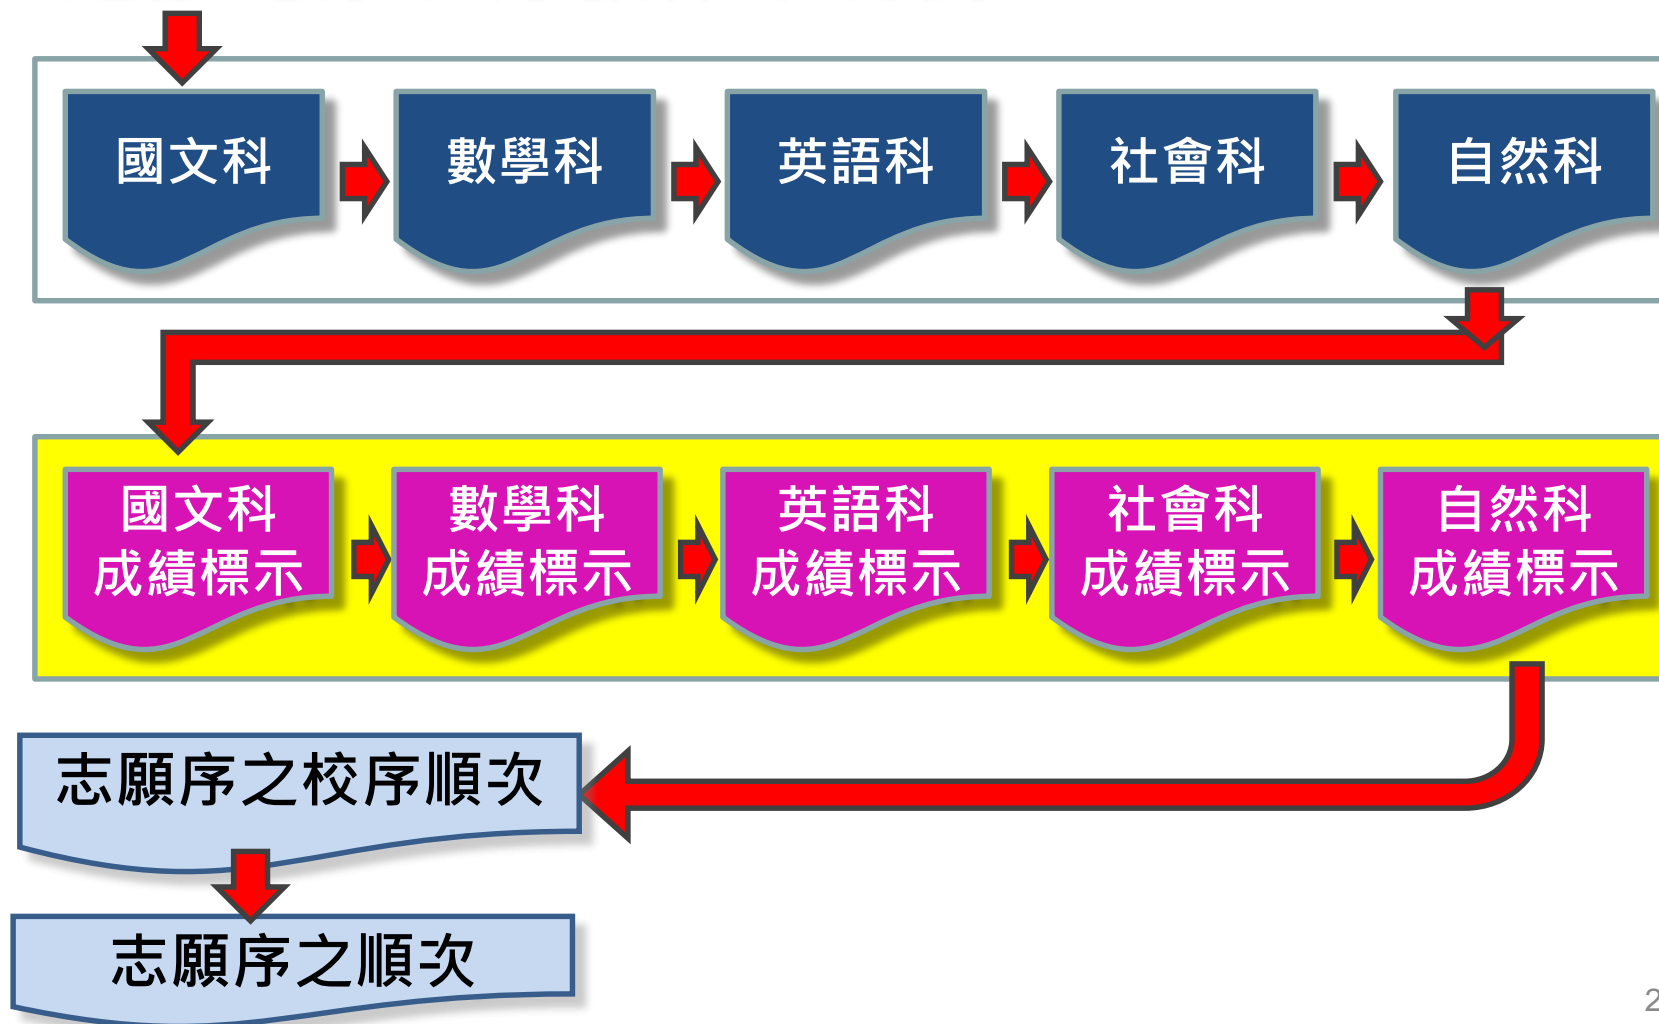 國文科
數學科
英語科
社會科
自然科
國文科
成績標示
數學科
成績標示
英語科
成績標示
社會科
成績標示
自然科
成績標示
志願序之校序順次
志願序之順次
2